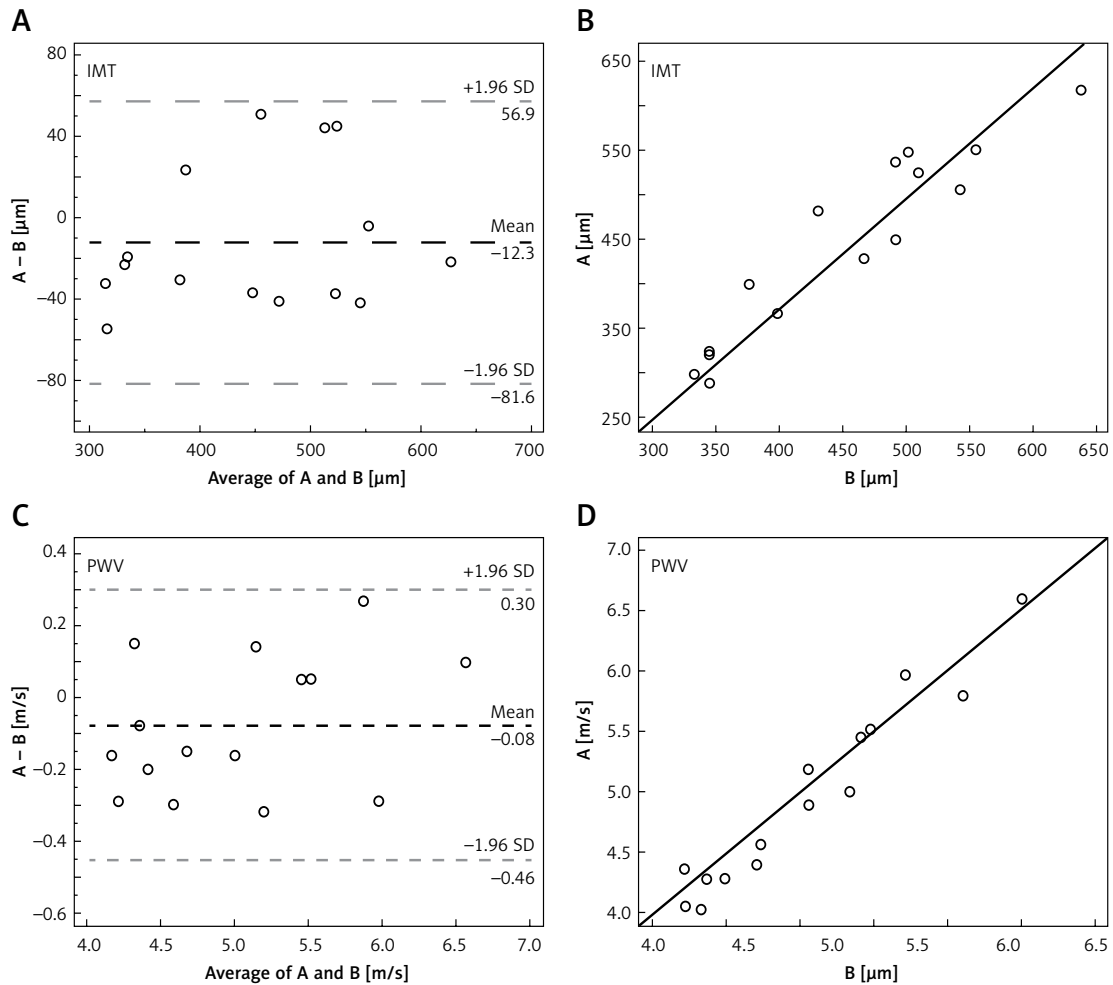 A
80
40
0
−40
−80
A – B [µm]
IMT
+1.96 SD
56.9
Mean
−12.3
−1.96 SD
−81.6
300 400 500 600 700
Average of A and B [µm]
B
650
550
450
350
250
A [µm]
IMT
300 350 400 450 500 550 600 650
B [µm]
C
0.4
0.2
0
−0.2
−0.4
−0.6
A – B [m/s]
PWV
+1.96 SD
0.30
Mean
−0.08
−1.96 SD
−0.46
4.0 4.5 5.0 5.5 6.0 6.5 7.0
Average of A and B [m/s]
D
7.0
6.5
6.0
5.5
5.0
4.5
4.0
A [m/s]
PWV
4.0 4.5 5.0 5.5 6.0 6.5
B [µm]